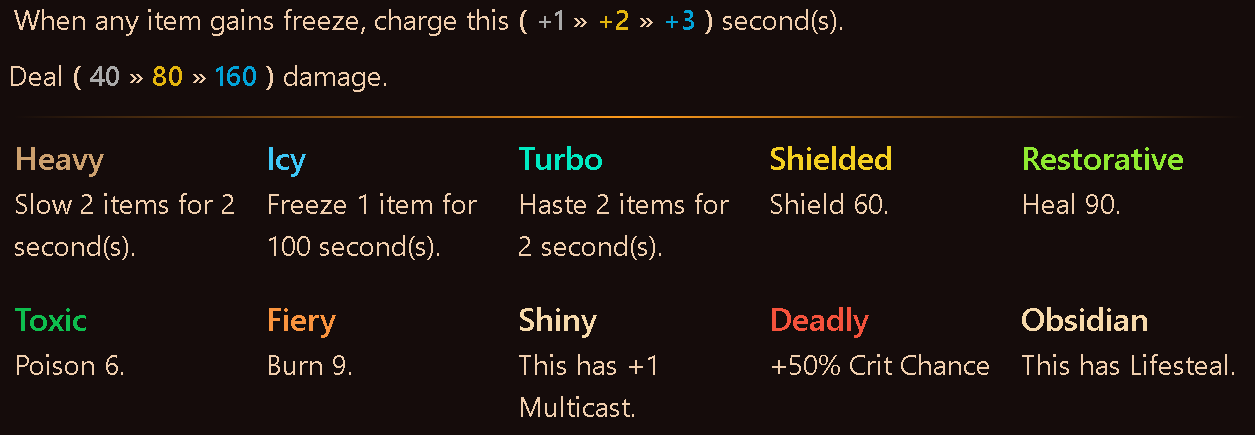 When any item gains freeze, charge this ( +1 » +2 » +3 ) second(s).
Deal ( 40 » 80 » 160 ) damage.
Heavy
Slow 2 items for 2
second(s).
Icy
Freeze 1 item for
100 second(s).
Turbo
Haste 2 items for
2 second(s).
Shielded
Shield 60.
Restorative
Heal 90.
Toxic
Poison 6.
Fiery
Burn 9.
Shiny
This has +1
Multicast.
Deadly
+50% Crit Chance
Obsidian
This has Lifesteal.